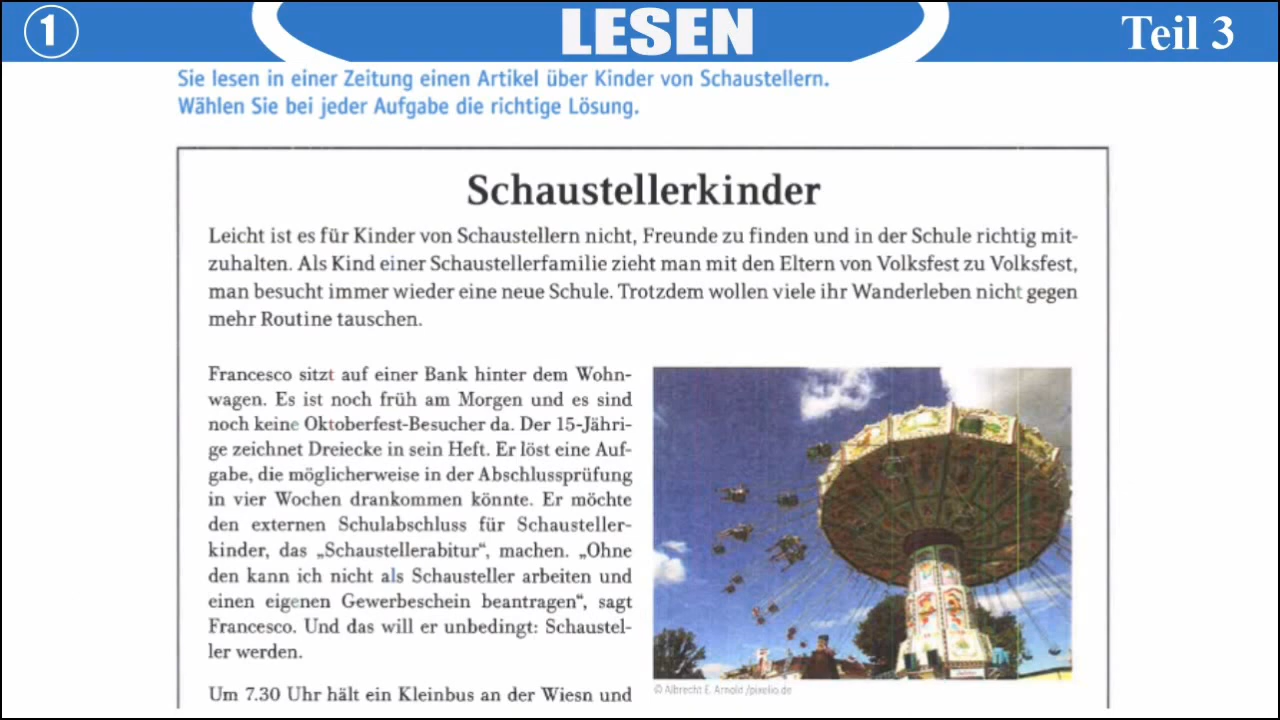 1
LESEN
Teil 3
Sie lesen in einer Zeitung einen Artikel über Kinder von Schaustellern.
Wählen Sie bei jeder Aufgabe die richtige Lösung.
Schaustellerkinder
Leicht ist es für Kinder von Schaustellern nicht, Freunde zu finden und in der Schule richtig mit-
zuhalten. Als Kind einer Schaustellerfamilie zieht man mit den Eltern von Volksfest zu Volksfest,
man besucht immer wieder eine neue Schule. Trotzdem wollen viele ihr Wanderleben nicht gegen
mehr Routine tauschen.
Francesco sitzt auf einer Bank hinter dem Wohn-
wagen. Es ist noch früh am Morgen und es sind
noch keine Oktoberfest-Besucher da. Der 15-Jähri-
ge zeichnet Dreiecke in sein Heft. Er löst eine Auf-
gabe, die möglicherweise in der Abschlussprüfung
in vier Wochen drankommen könnte. Er möchte
den externen Schulabschluss für Schausteller-
kinder, das „Schaustellerabitur“, machen. „Ohne
den kann ich nicht als Schausteller arbeiten und
einen eigenen Gewerbeschein beantragen“, sagt
Francesco. Und das will er unbedingt: Schaustel-
ler werden.
Um 7.30 Uhr hält ein Kleinbus an der Wiesn und
© Albrecht E. Arnold /pixelio.de